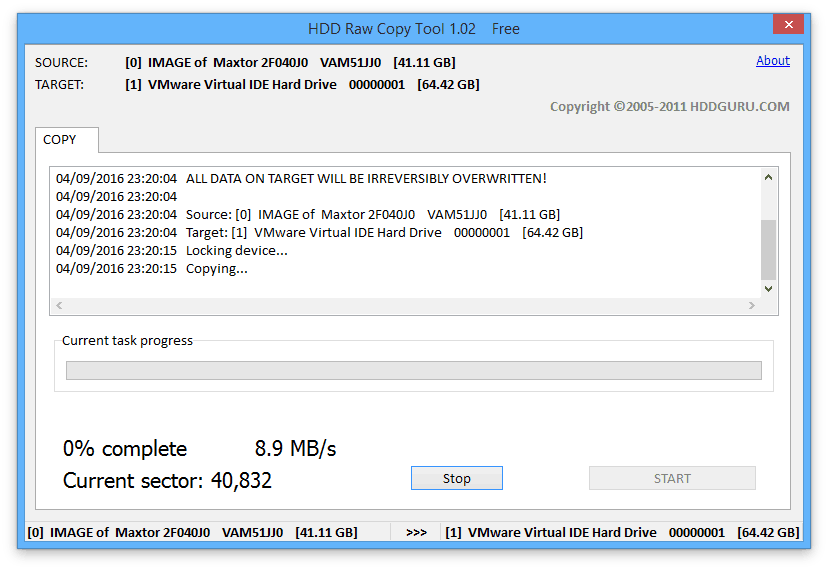 HDD Raw Copy Tool 1.02 Free
SOURCE: [0] IMAGE of Maxtor 2F040J0 VAM51JJ0 [41.11 GB] About
TARGET: [1] VMware Virtual IDE Hard Drive 00000001 [64.42 GB]
Copyright ©2005-2011 HDDGURU.COM
COPY
04/09/2016 23:20:04 ALL DATA ON TARGET WILL BE IRREVERSIBLY OVERWRITTEN!
04/09/2016 23:20:04
04/09/2016 23:20:04 Source: [0] IMAGE of Maxtor 2F040J0 VAM51JJ0 [41.11 GB]
04/09/2016 23:20:04 Target: [1] VMware Virtual IDE Hard Drive 00000001 [64.42 GB]
04/09/2016 23:20:15 Locking device...
04/09/2016 23:20:15 Copying...
Current task progress
0% complete 8.9 MB/s
Current sector: 40,832 Stop START
[0] IMAGE of Maxtor 2F040J0 VAM51JJ0 [41.11 GB] >>> [1] VMware Virtual IDE Hard Drive 00000001 [64.42 GB]